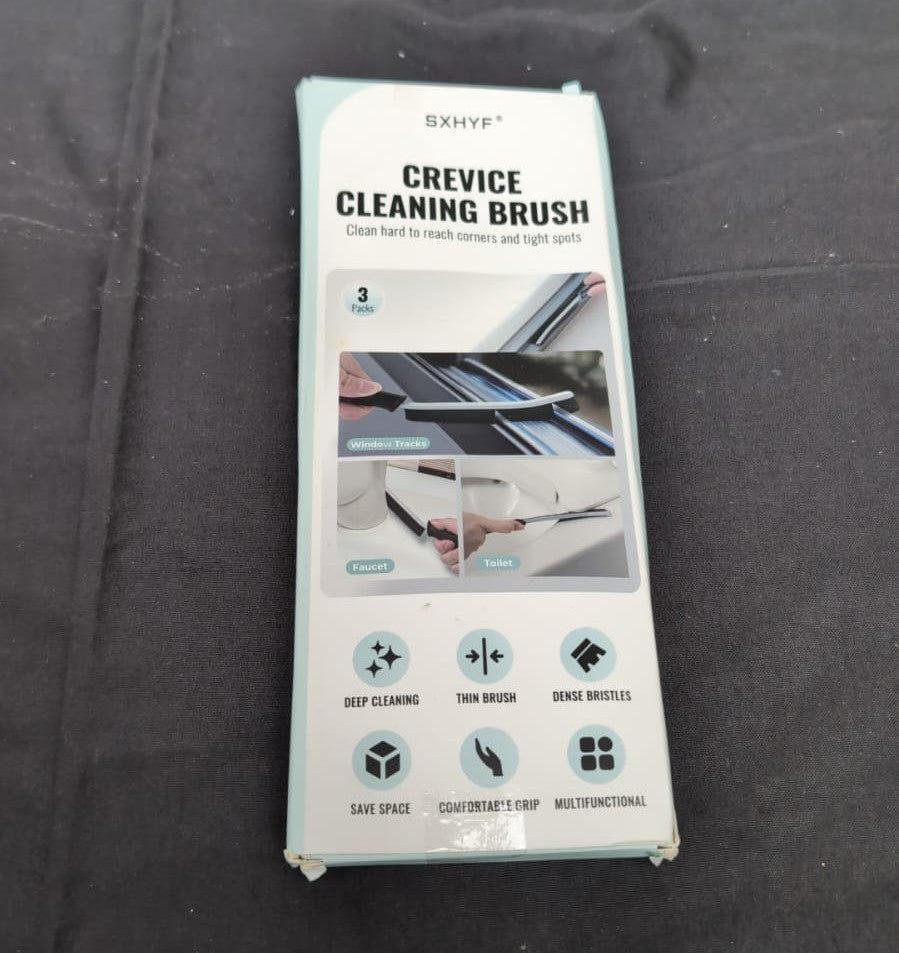 SXHYF®
CREVICE
CLEANING BRUSH
Clean hard to reach corners and tight spots
3
Packs
Window Tracks
Faucet
Toilet
DEEP CLEANING
THIN BRUSH
DENSE BRISTLES
SAVE SPACE
COMFORTABLE GRIP
MULTIFUNCTIONAL